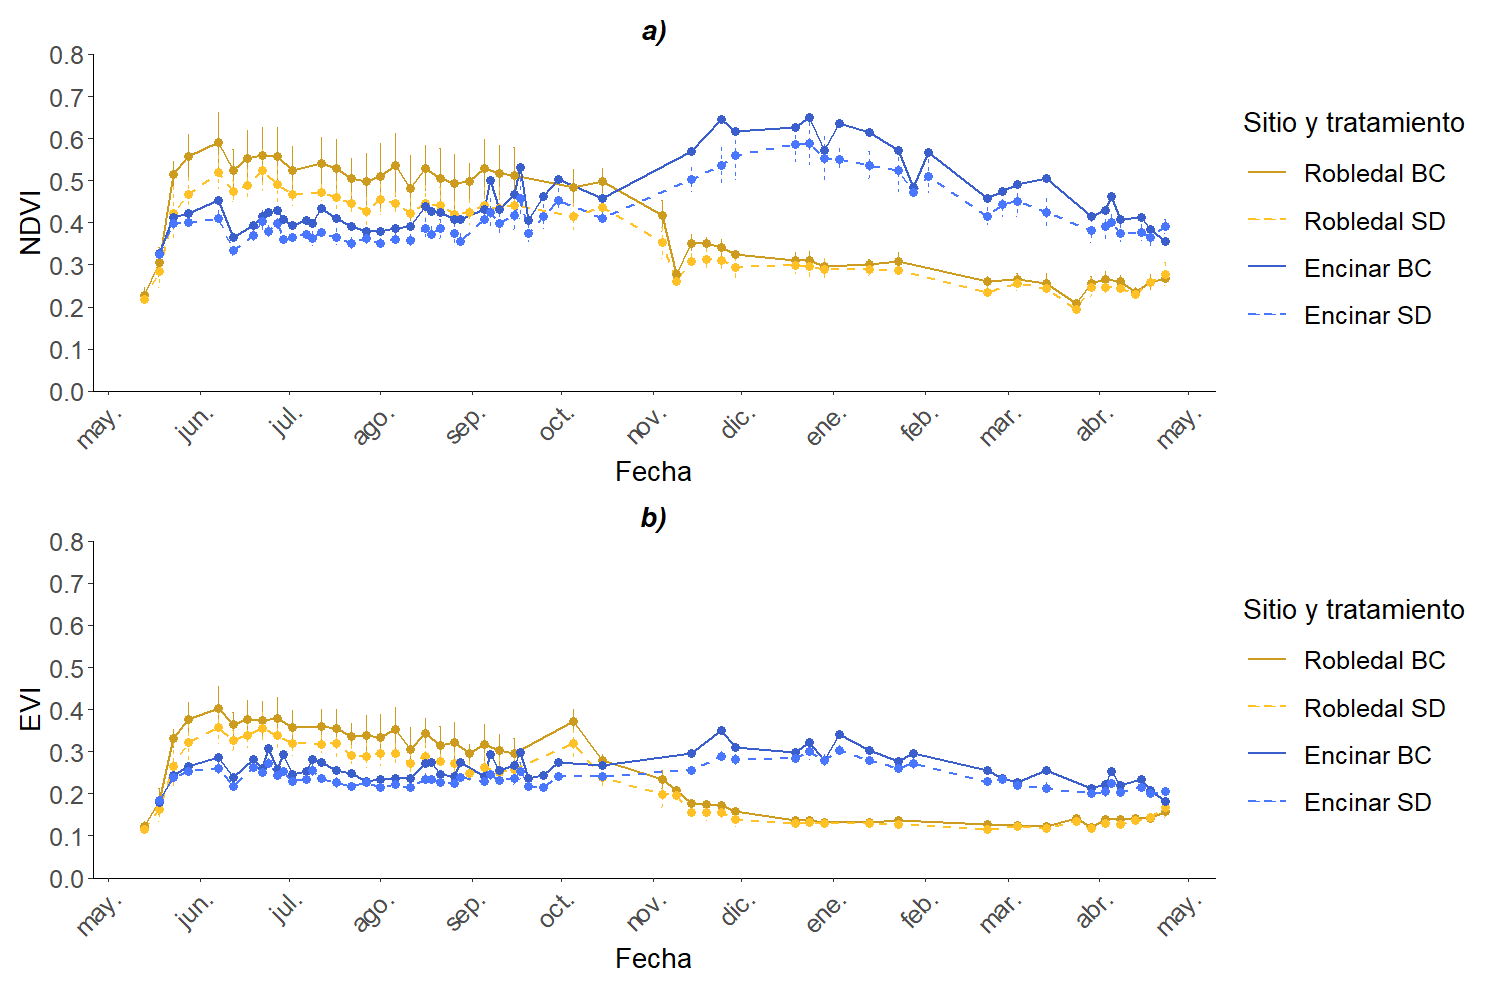 a)
NDVI
0.8
0.7
0.6
0.5
0.4
0.3
0.2
0.1
0.0
may.
jun.
jul.
ago.
sep.
oct.
nov.
dic.
ene.
feb.
mar.
abr.
may.
Fecha
Sitio y tratamiento
Robledal BC
Robledal SD
Encinar BC
Encinar SD
b)
EVI
0.8
0.7
0.6
0.5
0.4
0.3
0.2
0.1
0.0
may.
jun.
jul.
ago.
sep.
oct.
nov.
dic.
ene.
feb.
mar.
abr.
may.
Fecha
Sitio y tratamiento
Robledal BC
Robledal SD
Encinar BC
Encinar SD